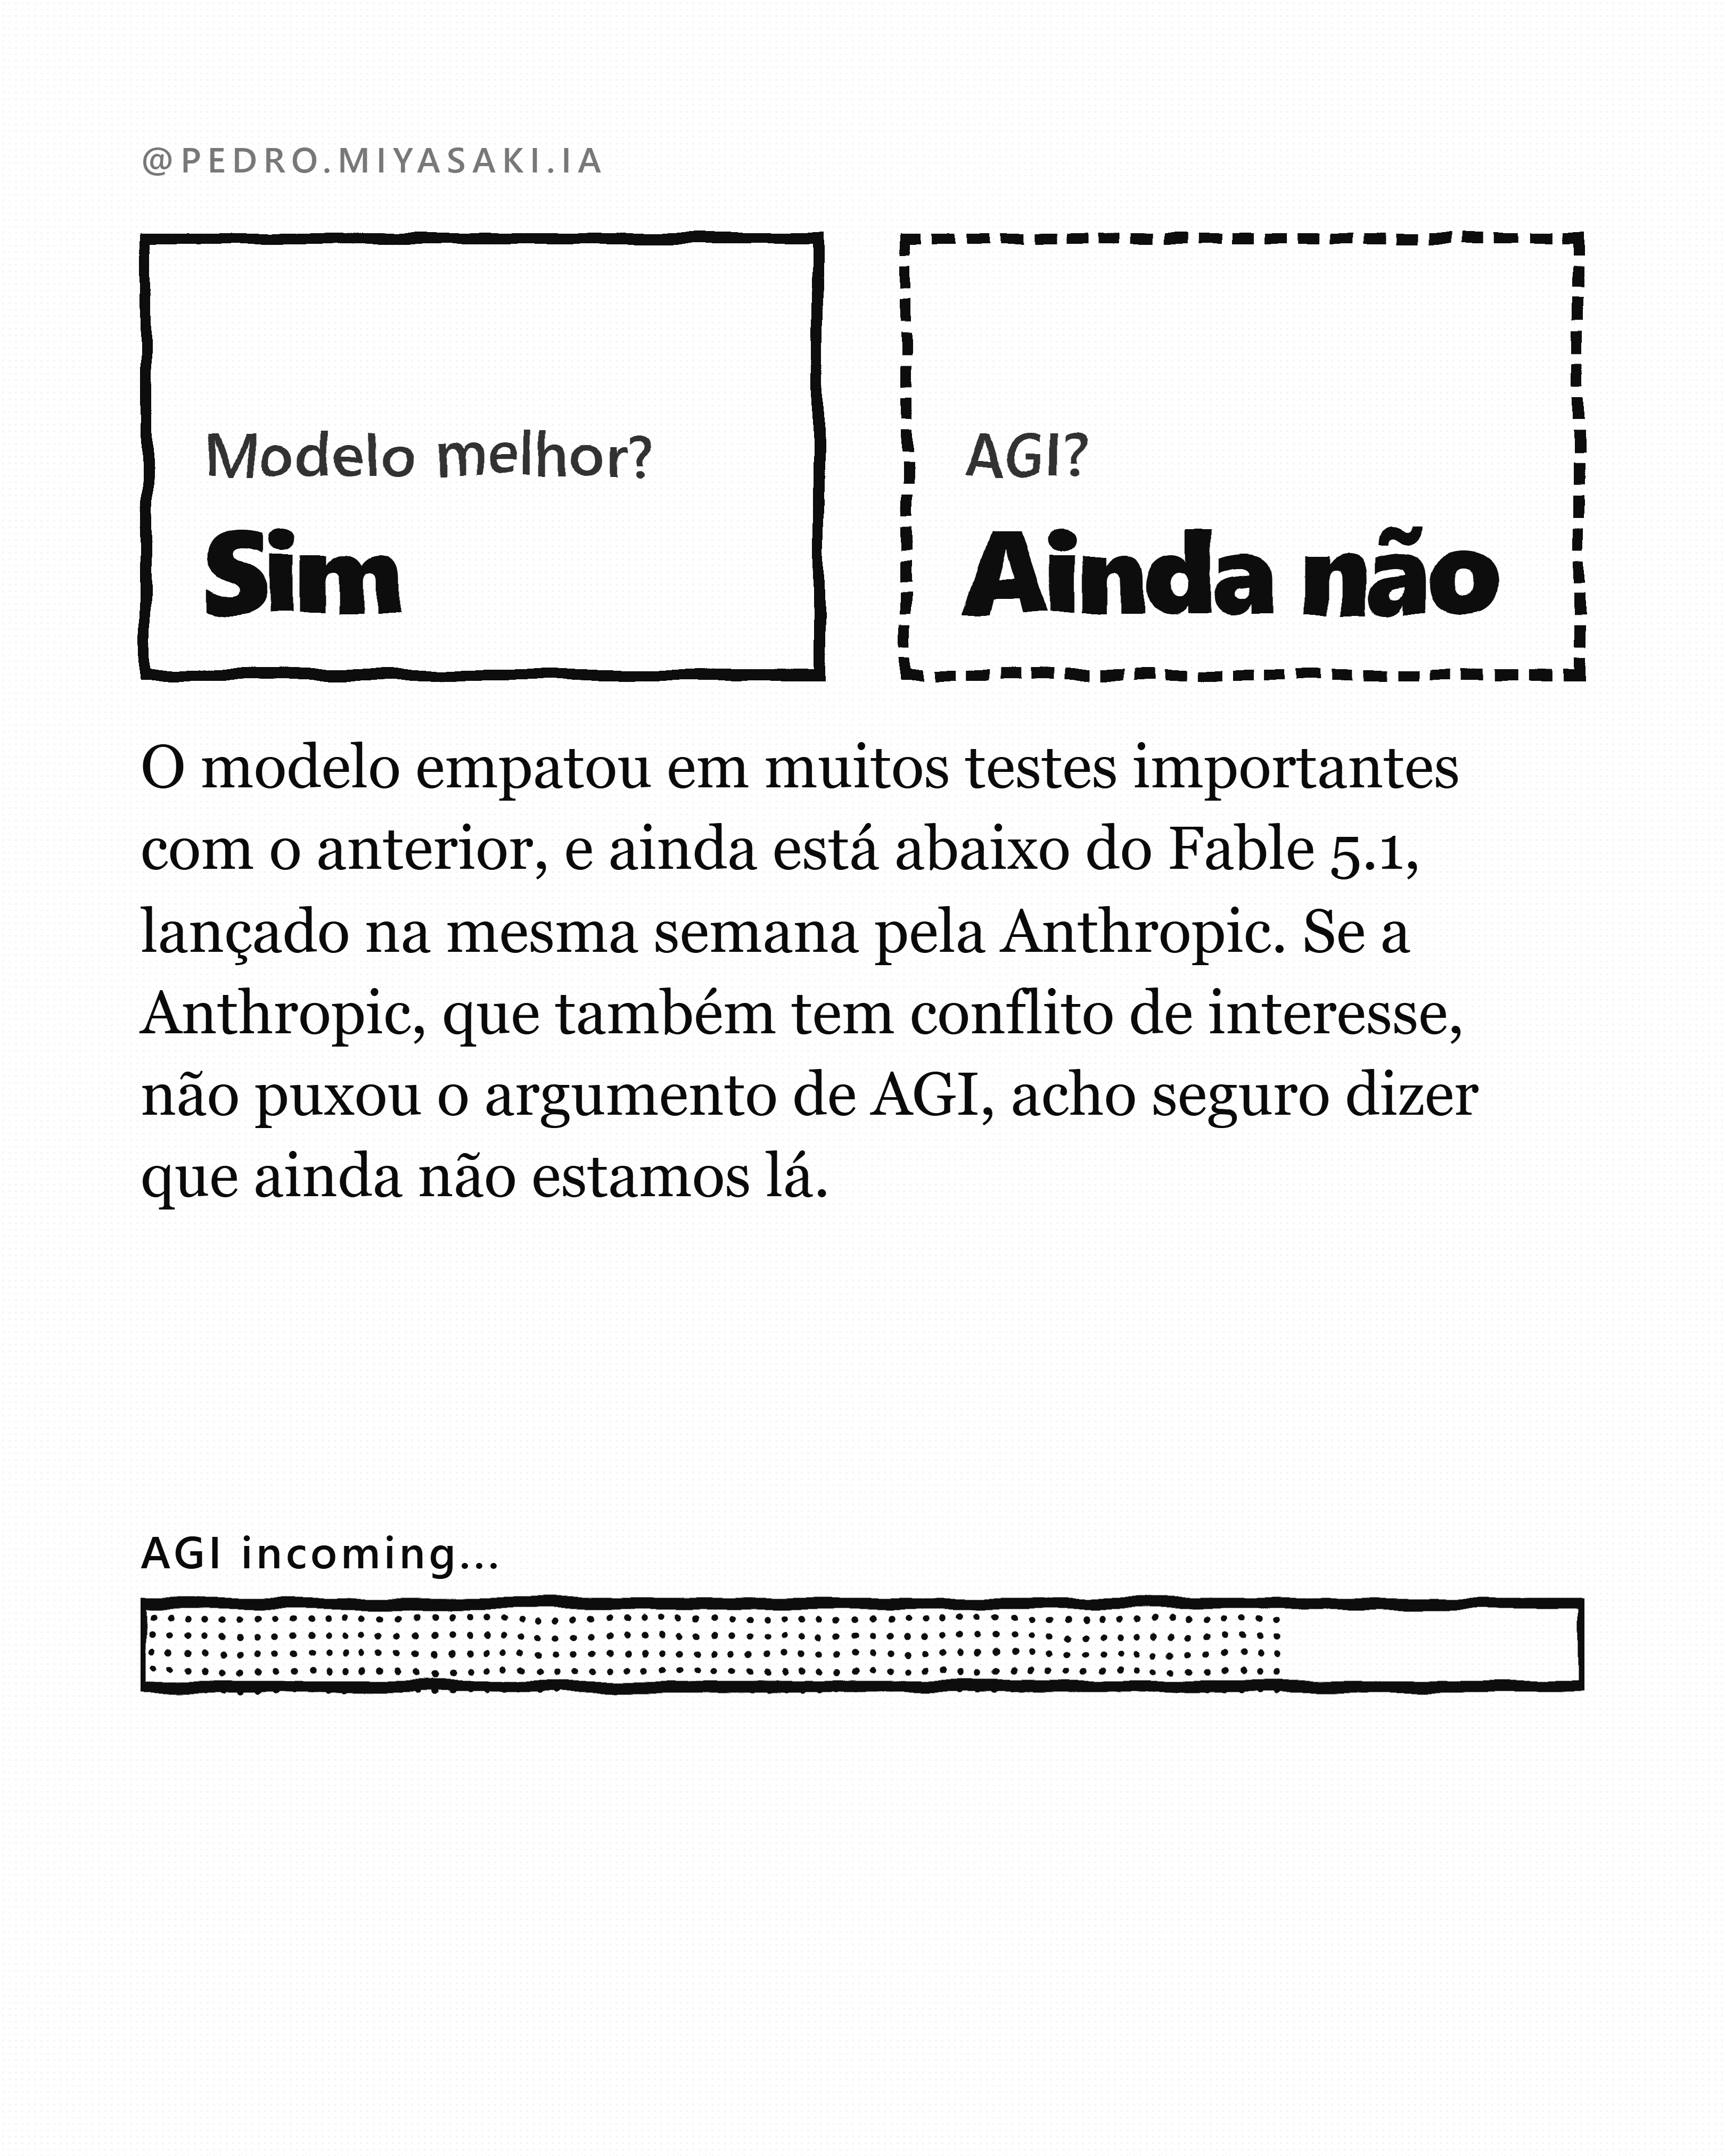 @PEDRO.MIYASAKI.IA
Modelo melhor?
Sim
AGI?
Ainda não
O modelo empatou em muitos testes importantes
com o anterior, e ainda está abaixo do Fable 5.1,
lançado na mesma semana pela Anthropic. Se a
Anthropic, que também tem conflito de interesse,
não puxou o argumento de AGI, acho seguro dizer
que ainda não estamos lá.
AGI incoming...